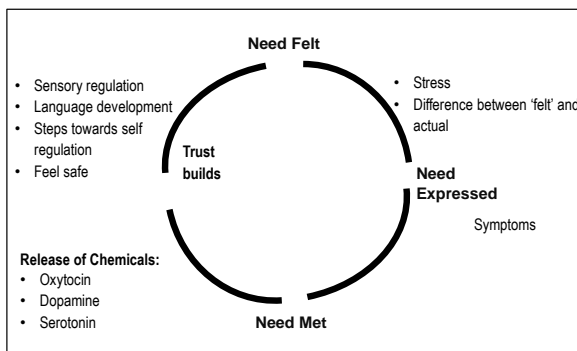 Need Felt
• Sensory regulation
• Language development
• Steps towards self
regulation
• Feel safe
Trust
builds
• Stress
• Difference between ‘felt’ and
actual
Need
Expressed
Symptoms
Release of Chemicals:
• Oxytocin
• Dopamine
• Serotonin
Need Met